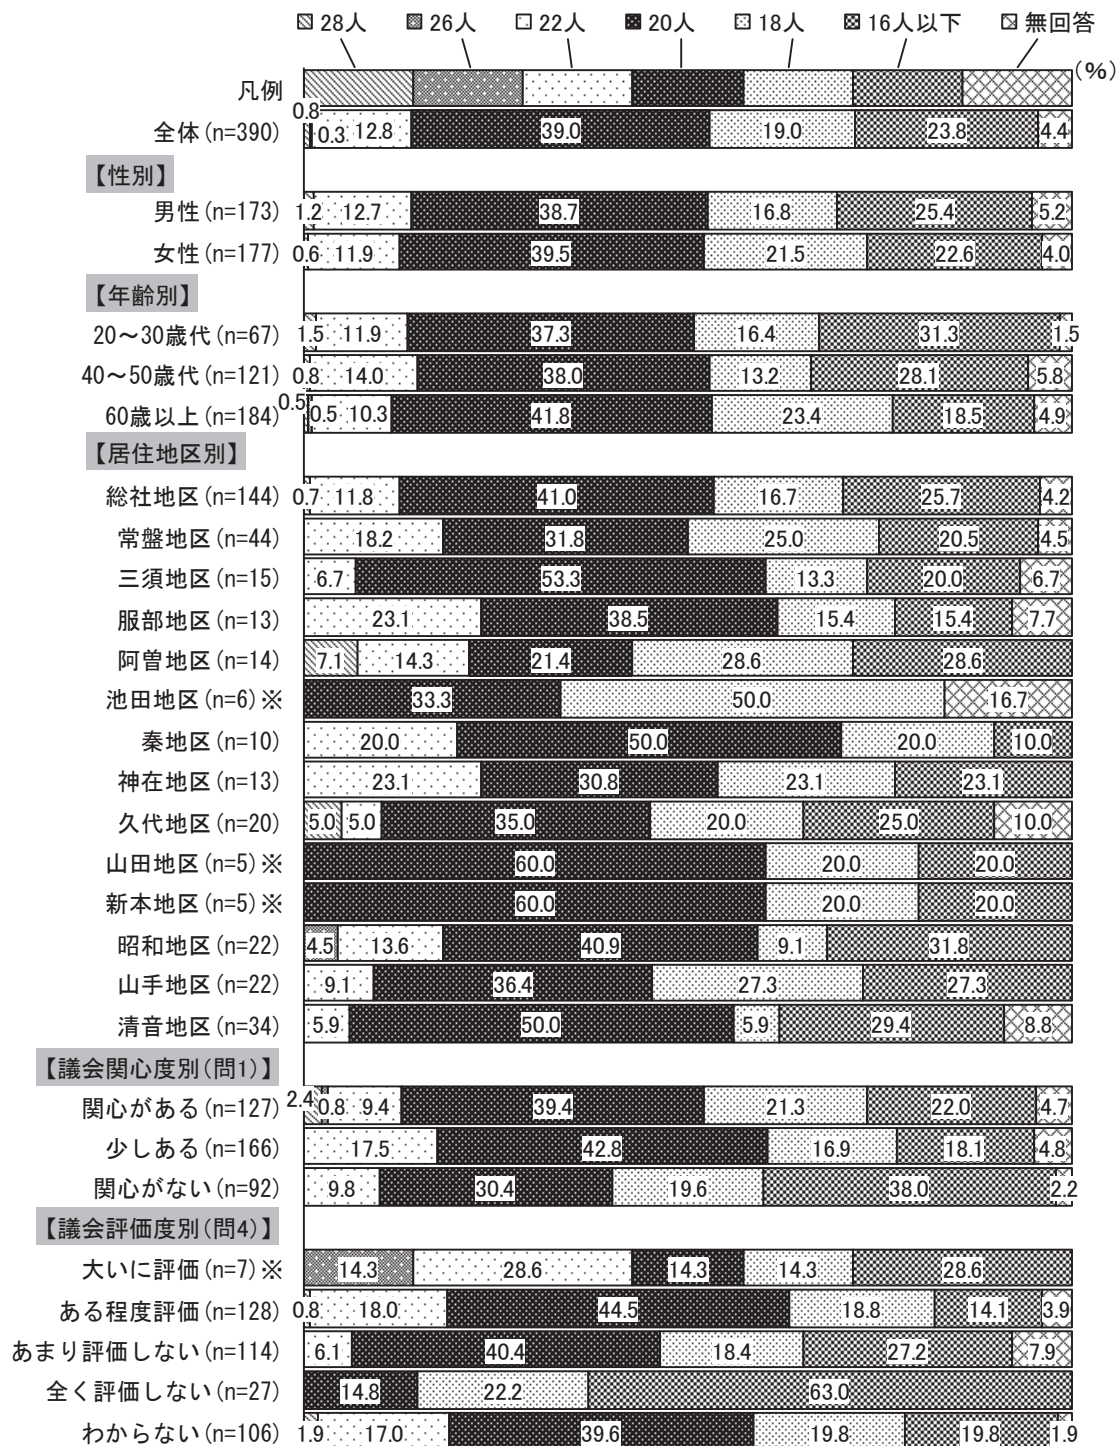 28人 26人 22人 20人 18人 16人以下 無回答
(%)
凡例
0.8
全体(n=390) 0.3 12.8 39.0 19.0 23.8 4.4
【性別】
男性(n=173) 1.2 12.7 38.7 16.8 25.4 5.2
女性(n=177) 0.6 11.9 39.5 21.5 22.6 4.0
【年齢別】
20～30歳代(n=67) 1.5 11.9 37.3 16.4 31.3 1.5
40～50歳代(n=121) 0.8 14.0 38.0 13.2 28.1 5.8
60歳以上(n=184) 0.5 0.5 10.3 41.8 23.4 18.5 4.9
【居住地区別】
総社地区(n=144) 0.7 11.8 41.0 16.7 25.7 4.2
常盤地区(n=44) 18.2 31.8 25.0 20.5 4.5
三須地区(n=15) 6.7 53.3 13.3 20.0 6.7
服部地区(n=13) 23.1 38.5 15.4 15.4 7.7
阿曽地区(n=14) 7.1 14.3 21.4 28.6 28.6
池田地区(n=6)※ 33.3 50.0 16.7
秦地区(n=10) 20.0 50.0 20.0 10.0
神在地区(n=13) 23.1 30.8 23.1 23.1
久代地区(n=20) 5.0 5.0 35.0 20.0 25.0 10.0
山田地区(n=5)※ 60.0 20.0 20.0
新本地区(n=5)※ 60.0 20.0 20.0
昭和地区(n=22) 4.5 13.6 40.9 9.1 31.8
山手地区(n=22) 9.1 36.4 27.3 27.3
清音地区(n=34) 5.9 50.0 5.9 29.4 8.8
【議会関心度別(問1)】
関心がある(n=127) 2.4 0.8 9.4 39.4 21.3 22.0 4.7
少しある(n=166) 17.5 42.8 16.9 18.1 4.8
関心がない(n=92) 9.8 30.4 19.6 38.0 2.2
【議会評価度別(問4)】
大いに評価(n=7)※ 14.3 28.6 14.3 14.3 28.6
ある程度評価(n=128) 0.8 18.0 44.5 18.8 14.1 3.9
あまり評価しない(n=114) 6.1 40.4 18.4 27.2 7.9
全く評価しない(n=27) 14.8 22.2 63.0
わからない(n=106) 1.9 17.0 39.6 19.8 19.8 1.9